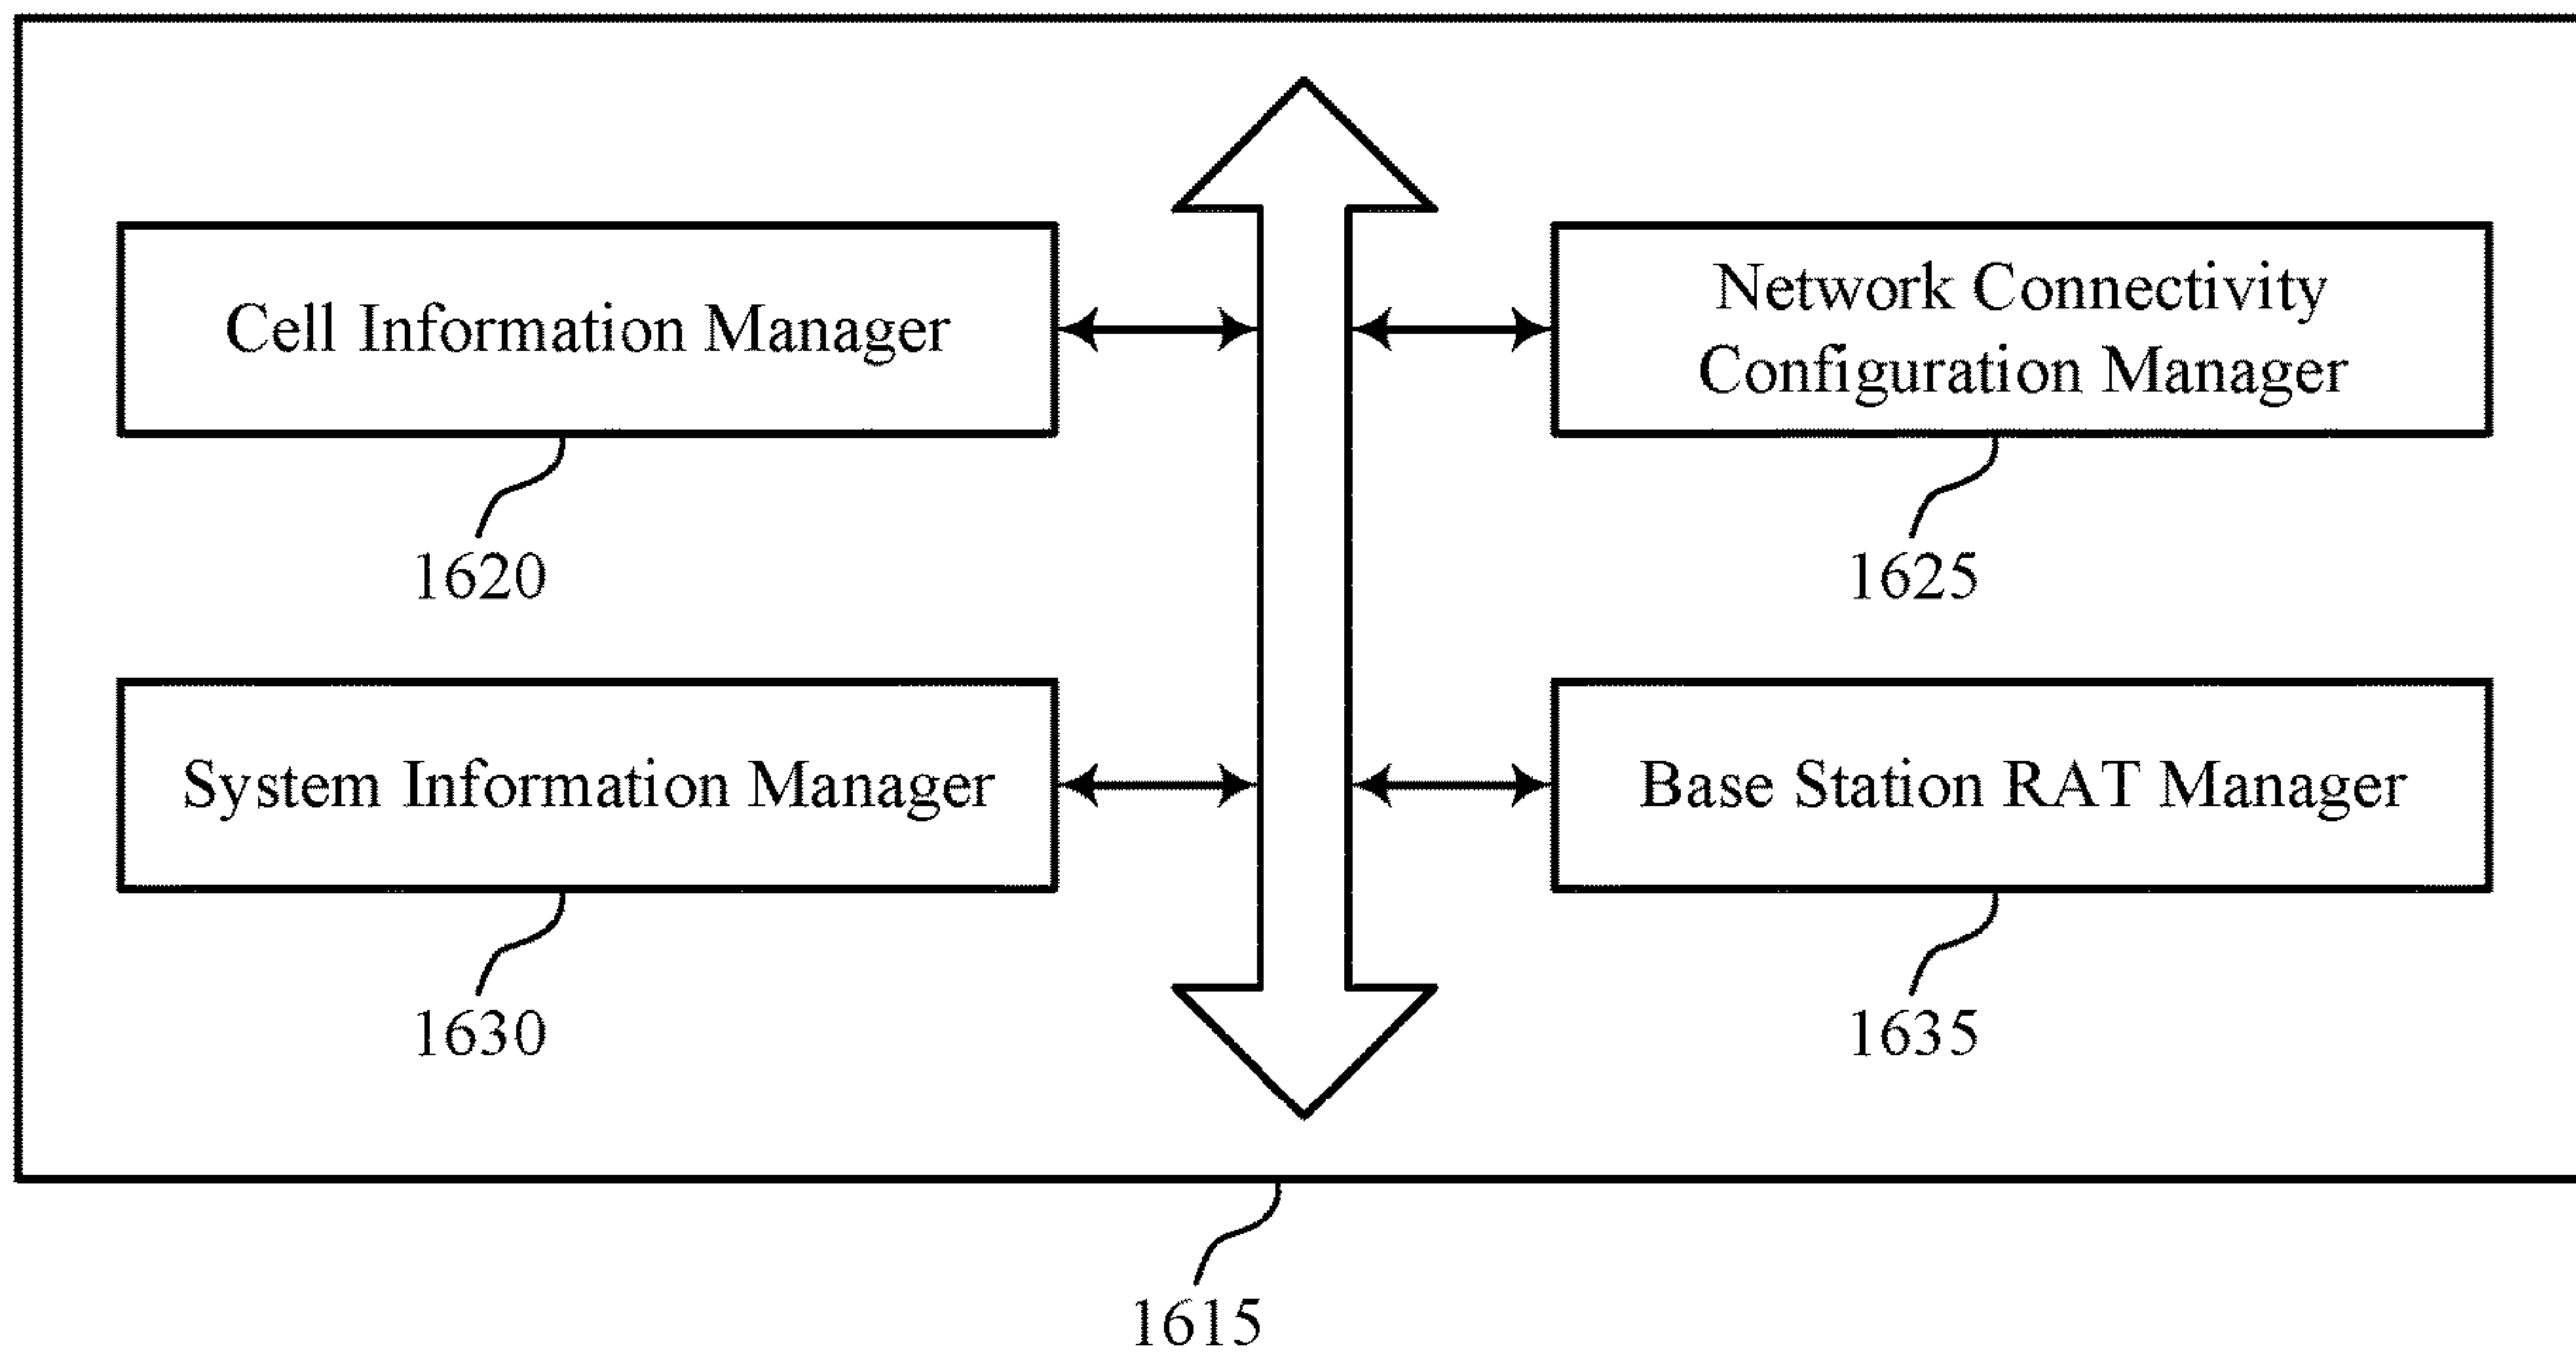 Cell Information Manager
1620
Network Connectivity
Configuration Manager
1625
System Information Manager
1630
Base Station RAT Manager
1635
1615